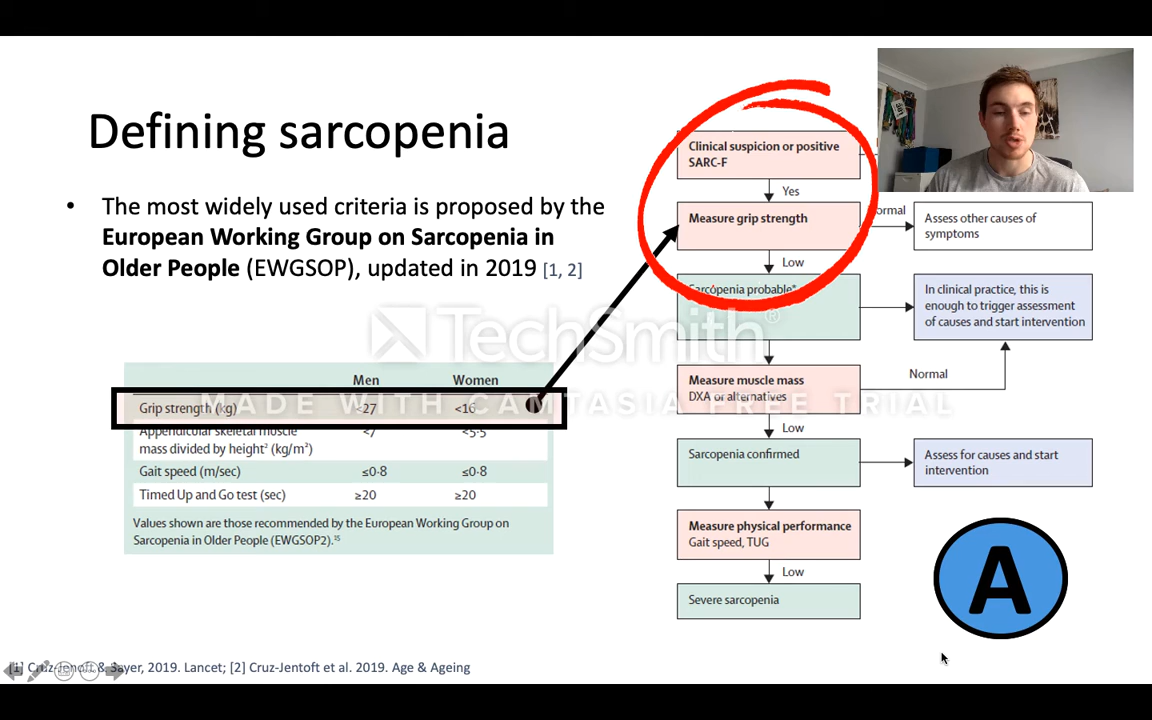 Defining sarcopenia
• The most widely used criteria is proposed by the
European Working Group on Sarcopenia in
Older People (EWGSOP), updated in 2019 [1, 2]
Men Women
Grip strength (kg) <27 <16
Appendicular skeletal muscle <7 <5·5
mass divided by height² (kg/m²)
Gait speed (m/sec) ≤0·8 ≤0·8
Timed Up and Go test (sec) ≥20 ≥20
Values shown are those recommended by the European Working Group on
Sarcopenia in Older People (EWGSOP2).¹⁵
Clinical suspicion or positive
SARC-F
Yes
Measure grip strength
Assess other causes of
symptoms
Low
Sarcopenia probable*
In clinical practice, this is
enough to trigger assessment
of causes and start intervention
Measure muscle mass
DXA or alternatives
Normal
Low
Sarcopenia confirmed
Assess for causes and start
intervention
Measure physical performance
Gait speed, TUG
Low
Severe sarcopenia
A
TechSmith®
MADE WITH CAMTASIA FREE TRIAL
[1] Cruz-Jentoft & Sayer, 2019. Lancet; [2] Cruz-Jentoft et al. 2019. Age & Ageing